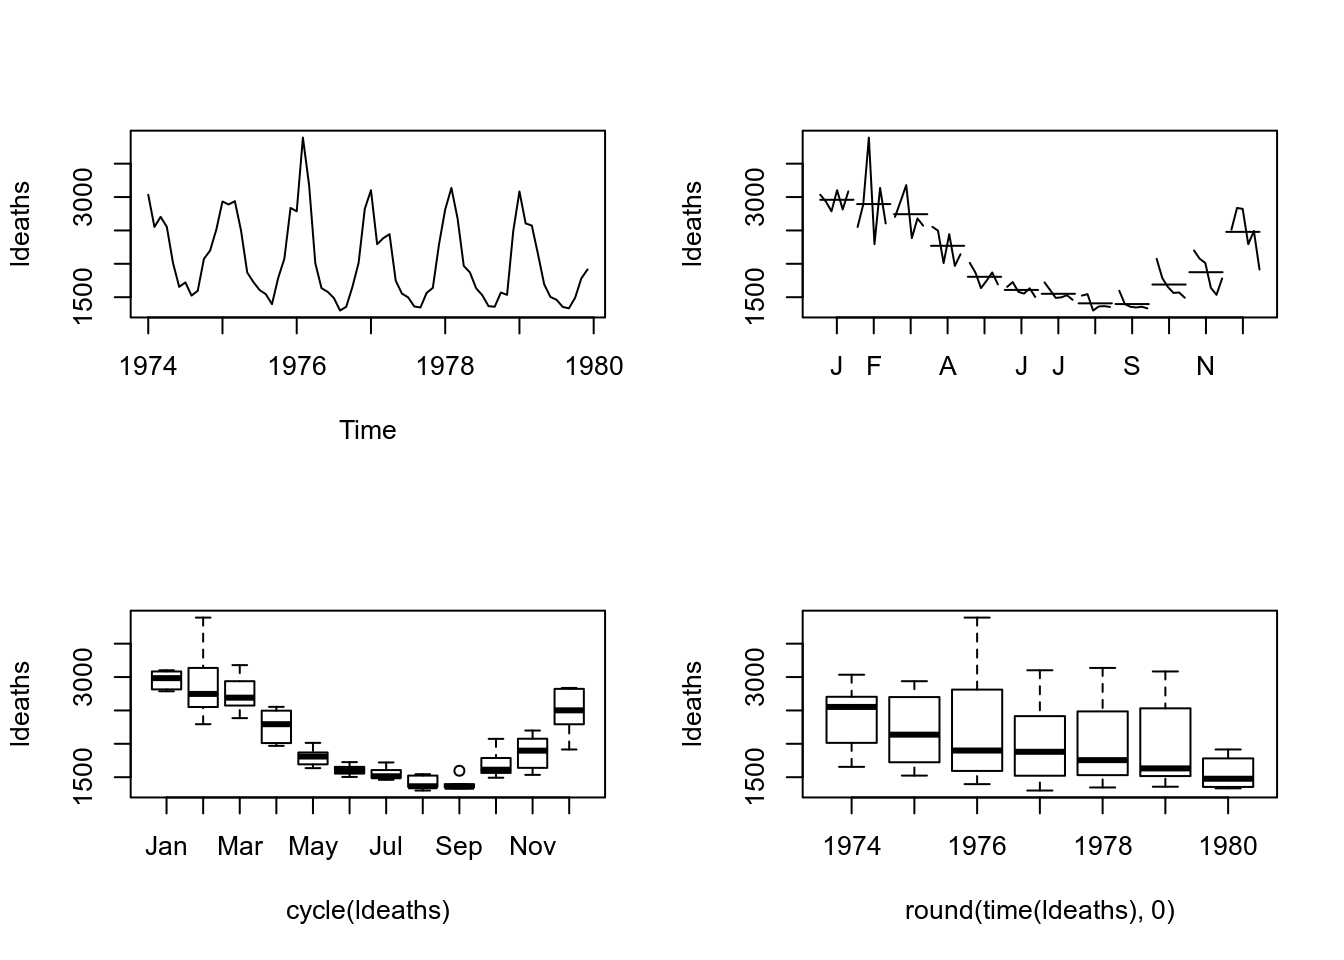 ldeaths
3000
1500
1974 1976 1978 1980
Time
ldeaths
3000
1500
J F A J J S N
ldeaths
3000
1500
Jan Mar May Jul Sep Nov
cycle(ldeaths)
ldeaths
3000
1500
1974 1976 1978 1980
round(time(ldeaths), 0)